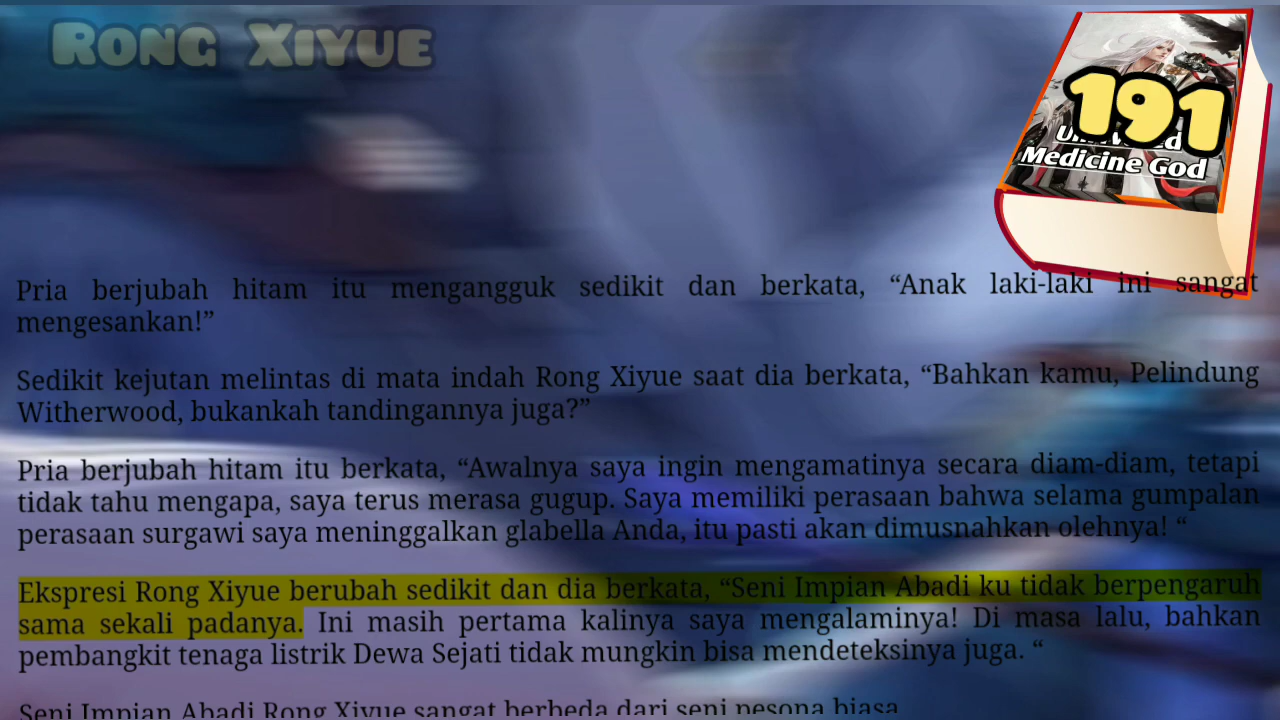 Rong Xiyue
191
Medicine God
Pria berjubah hitam itu mengangguk sedikit dan berkata, “Anak laki-laki ini sangat
mengesankan!”
Sedikit kejutan melintas di mata indah Rong Xiyue saat dia berkata, “Bahkan kamu, Pelindung
Witherwood, bukankah tandingannya juga?”
Pria berjubah hitam itu berkata, “Awalnya saya ingin mengamatinya secara diam-diam, tetapi
tidak tahu mengapa, saya terus merasa gugup. Saya memiliki perasaan bahwa selama gumpalan
perasaan surgawi saya meninggalkan glabella Anda, itu pasti akan dimusnahkan olehnya! “
Ekspresi Rong Xiyue berubah sedikit dan dia berkata, “Seni Impian Abadi ku tidak berpengaruh
sama sekali padanya. Ini masih pertama kalinya saya mengalaminya! Di masa lalu, bahkan
pembangkit tenaga listrik Dewa Sejati tidak mungkin bisa mendeteksinya juga. “
Seni Impian Abadi Rong Xiyue sangat berbeda dari seni pesona biasa